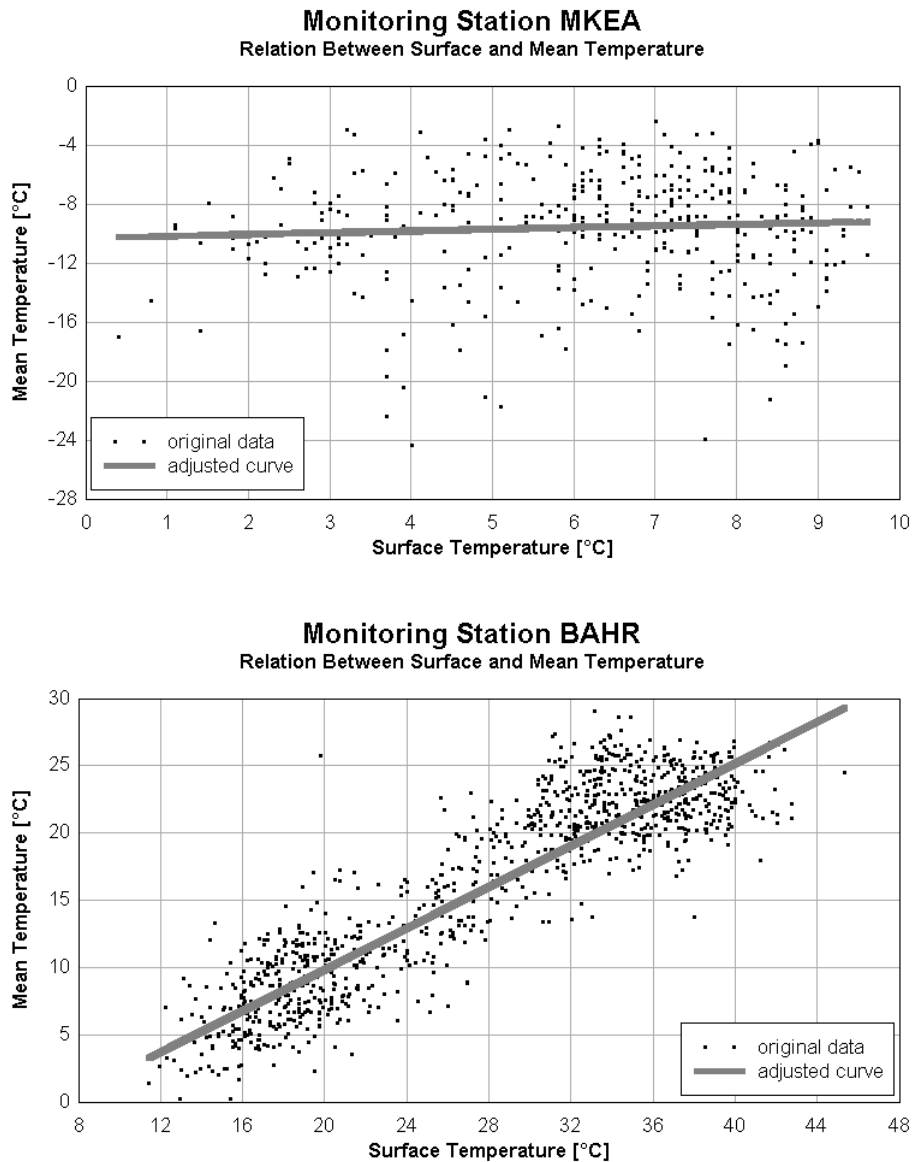 Monitoring Station MKEA
Relation Between Surface and Mean Temperature
0
-4
-8
-12
-16
-20
-24
-28
Mean Temperature [°C]
original data
adjusted curve
0 1 2 3 4 5 6 7 8 9 10
Surface Temperature [°C]
Monitoring Station BAHR
Relation Between Surface and Mean Temperature
30
25
20
15
10
5
0
Mean Temperature [°C]
original data
adjusted curve
8 12 16 20 24 28 32 36 40 44 48
Surface Temperature [°C]